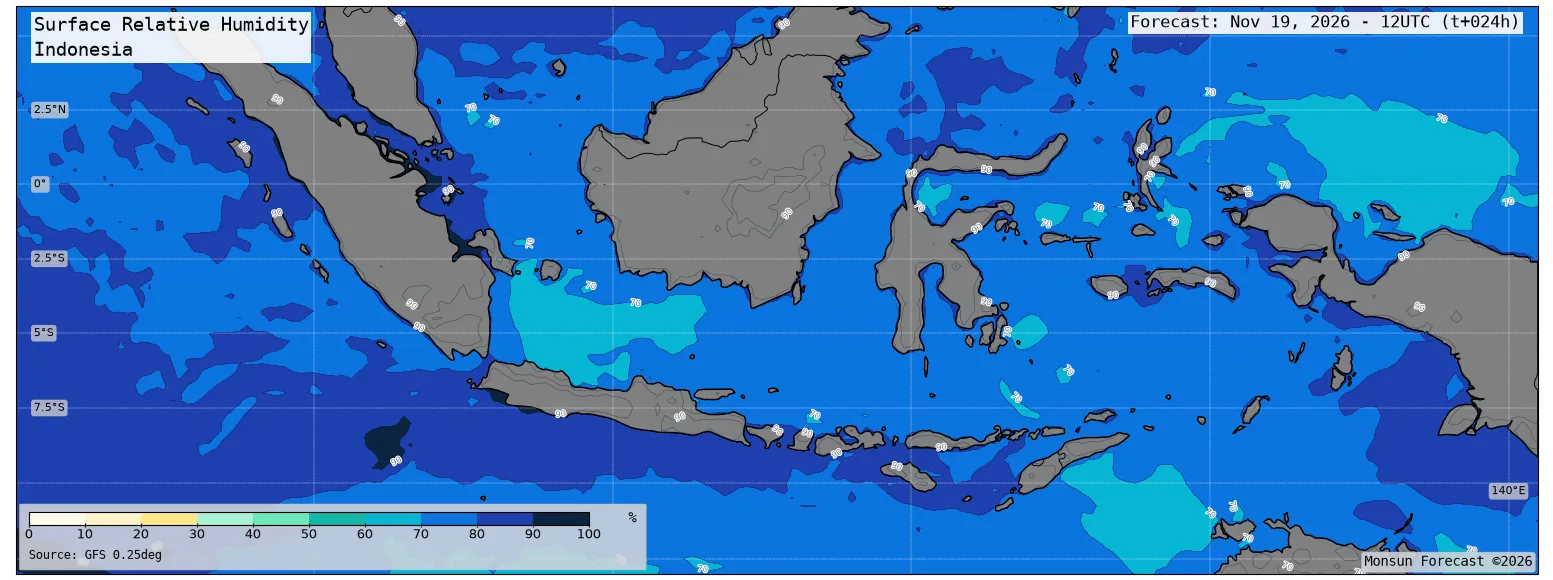 Surface Relative Humidity
Indonesia
Forecast: Nov 19, 2026 - 12UTC (t+024h)
2.5°N
0°
2.5°S
5°S
7.5°S
140°E
%
0 10 20 30 40 50 60 70 80 90 100
Source: GFS 0.25deg
Monsun Forecast ©2026